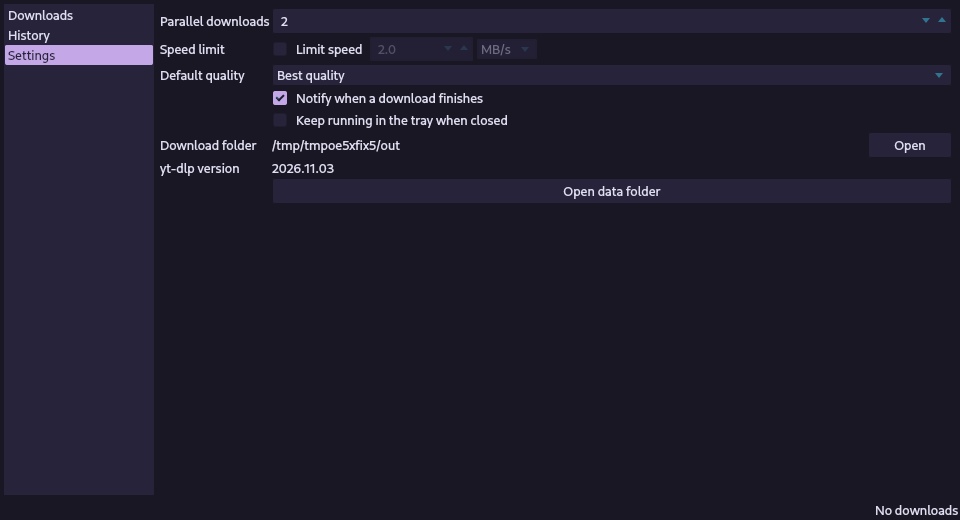 Downloads
History
Settings
Parallel downloads 2
Speed limit Limit speed 2.0 MB/s
Default quality Best quality
Notify when a download finishes
Keep running in the tray when closed
Download folder /tmp/tmpoe5xfix5/out Open
yt-dlp version 2026.11.03
Open data folder
No downloads